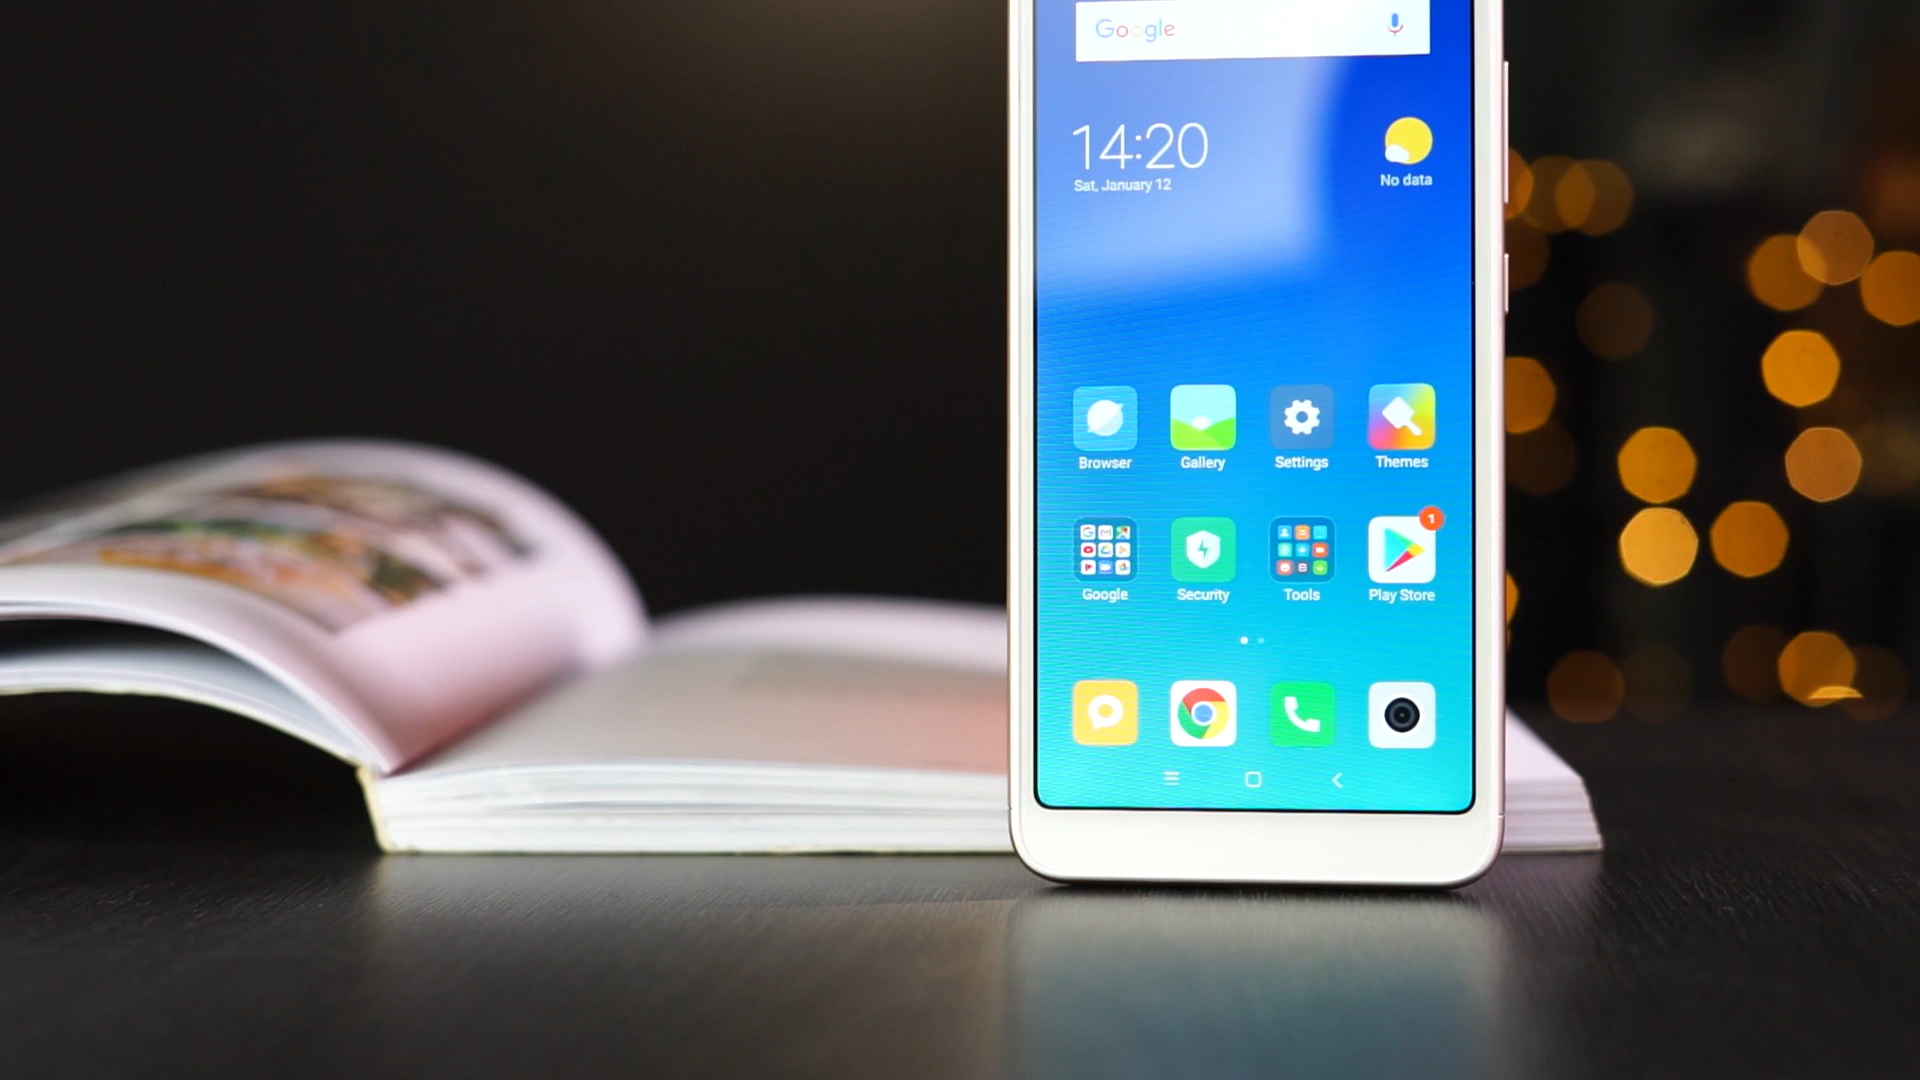 Google
14:20
Sat, January 12
No data
Browser Gallery Settings Themes
1
Google Security Tools Play Store